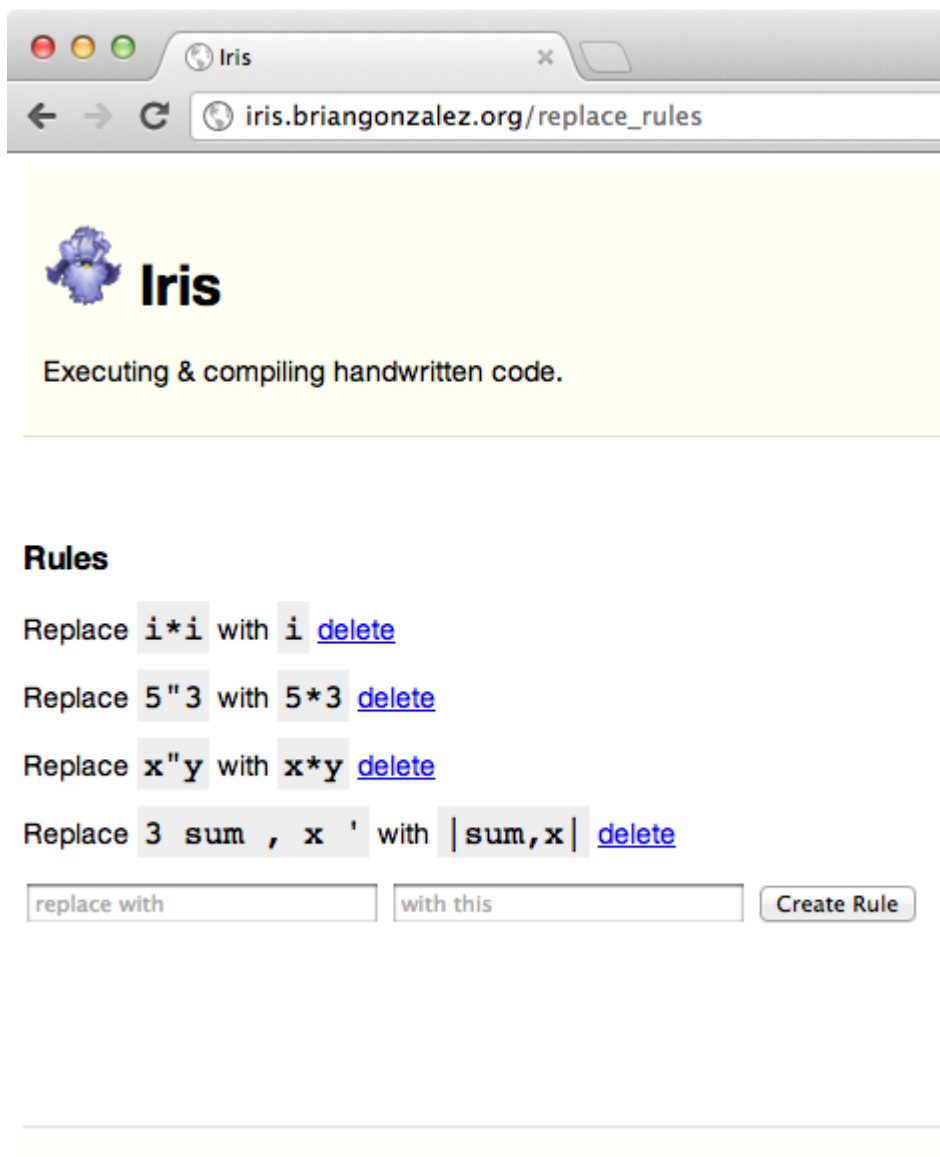 Iris
iris.briangonzalez.org/replace_rules
Iris
Executing & compiling handwritten code.
Rules
Replace i*i with i delete
Replace 5"3 with 5*3 delete
Replace x"y with x*y delete
Replace 3 sum , x ' with |sum,x| delete
replace with with this Create Rule